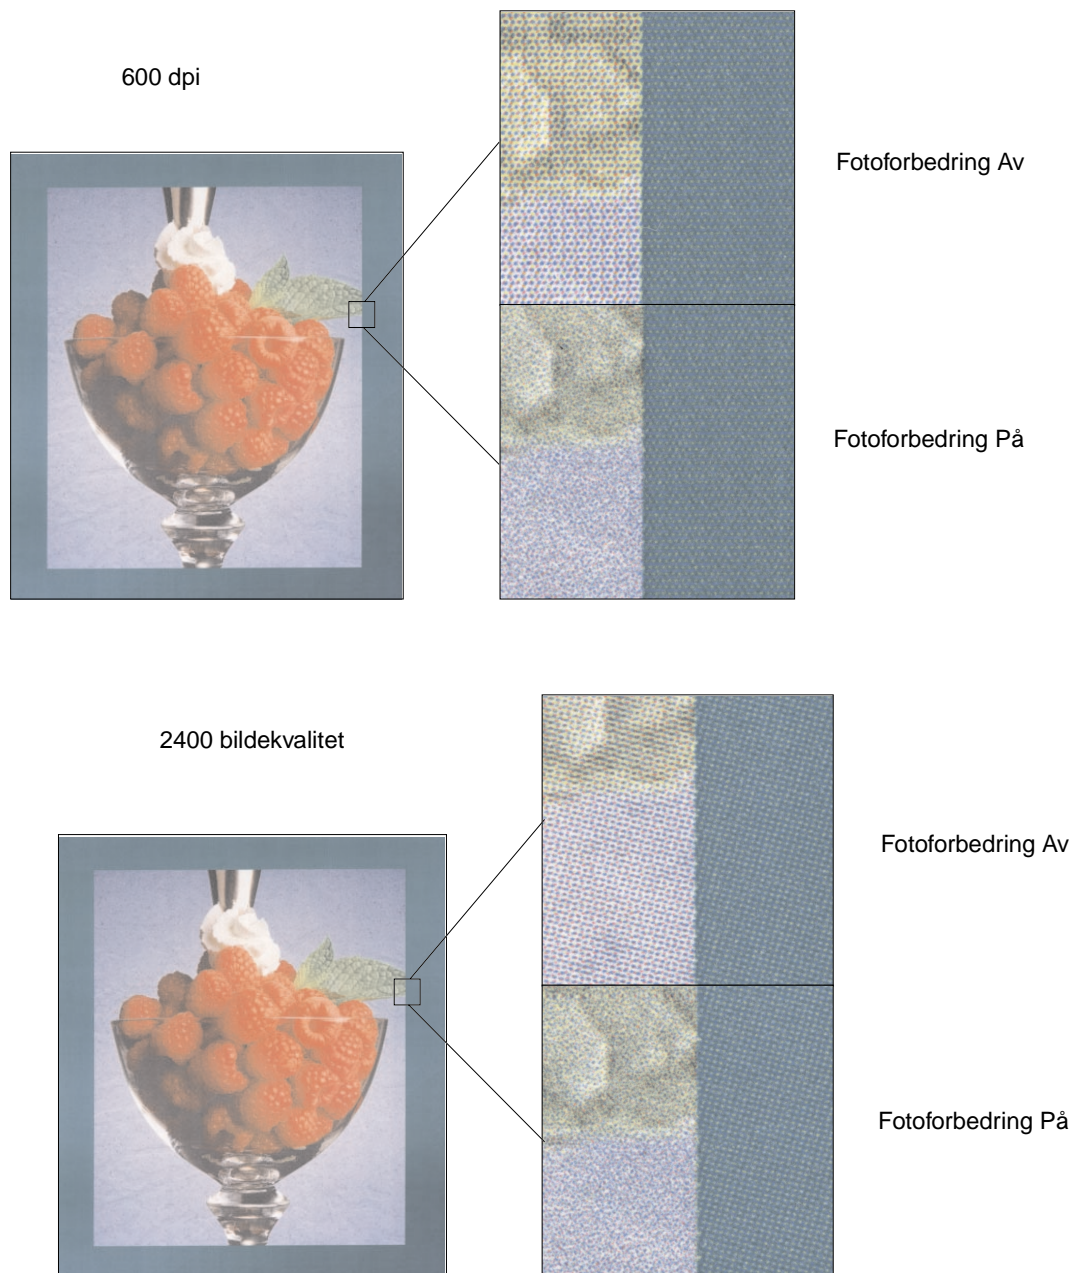 600 dpi
Fotoforbedring Av
Fotoforbedring På
2400 bildekvalitet
Fotoforbedring Av
Fotoforbedring På